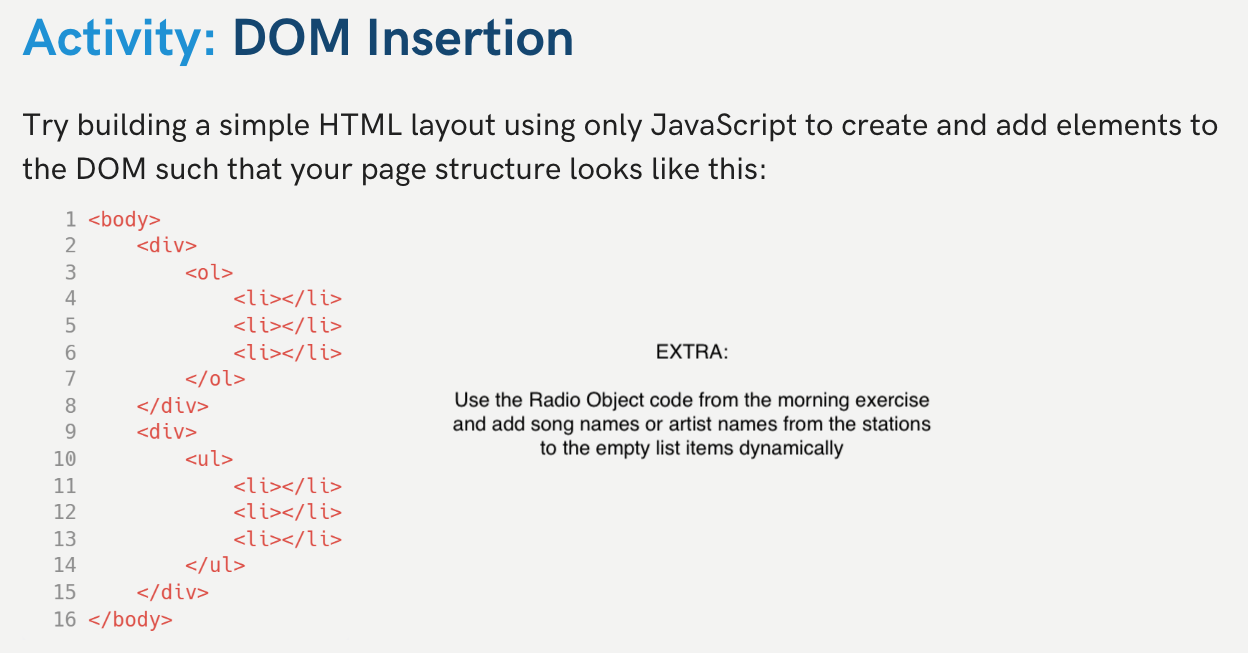 Activity: DOM Insertion
Try building a simple HTML layout using only JavaScript to create and add elements to
the DOM such that your page structure looks like this:
1 <body>
2     <div>
3         <ol>
4             <li></li>
5             <li></li>
6             <li></li>
7         </ol>
8     </div>
9     <div>
10         <ul>
11             <li></li>
12             <li></li>
13             <li></li>
14         </ul>
15     </div>
16 </body>
EXTRA:
Use the Radio Object code from the morning exercise
and add song names or artist names from the stations
to the empty list items dynamically